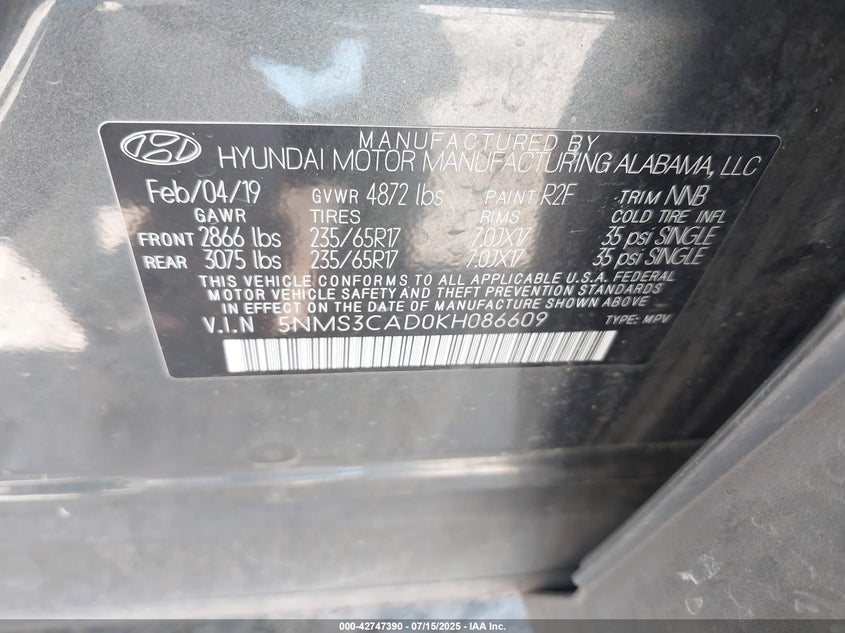 MANUFACTURED BY
HYUNDAI MOTOR MANUFACTURING ALABAMA, LLC
Feb/04/19 GVWR 4872 lbs PAINT R2F TRIM NNB
GAWR TIRES RIMS COLD TIRE INFL
FRONT 2866 lbs 235/65R17 7.0JX17 35 psi SINGLE
REAR 3075 lbs 235/65R17 7.0JX17 35 psi SINGLE
THIS VEHICLE CONFORMS TO ALL APPLICABLE U.S.A. FEDERAL
MOTOR VEHICLE SAFETY AND THEFT PREVENTION STANDARDS
IN EFFECT ON THE DATE OF MANUFACTURE SHOWN ABOVE
V.I.N 5NMS3CAD0KH086609 TYPE: MPV
000-42747390 - 07/15/2025 - IAA Inc.